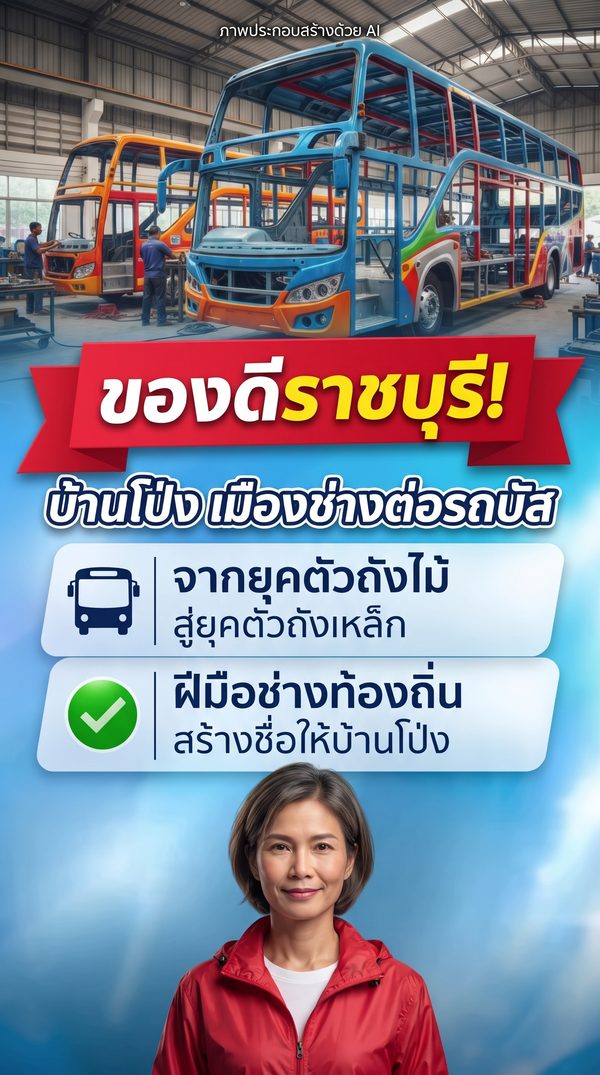 ภาพประกอบสร้างด้วย AI
ของดีราชบุรี!
บ้านโป่ง เมืองช่างต่อรถบัส
จากยุคตัวถังไม้
สู่ยุคตัวถังเหล็ก
ฝีมือช่างท้องถิ่น
สร้างชื่อให้บ้านโป่ง